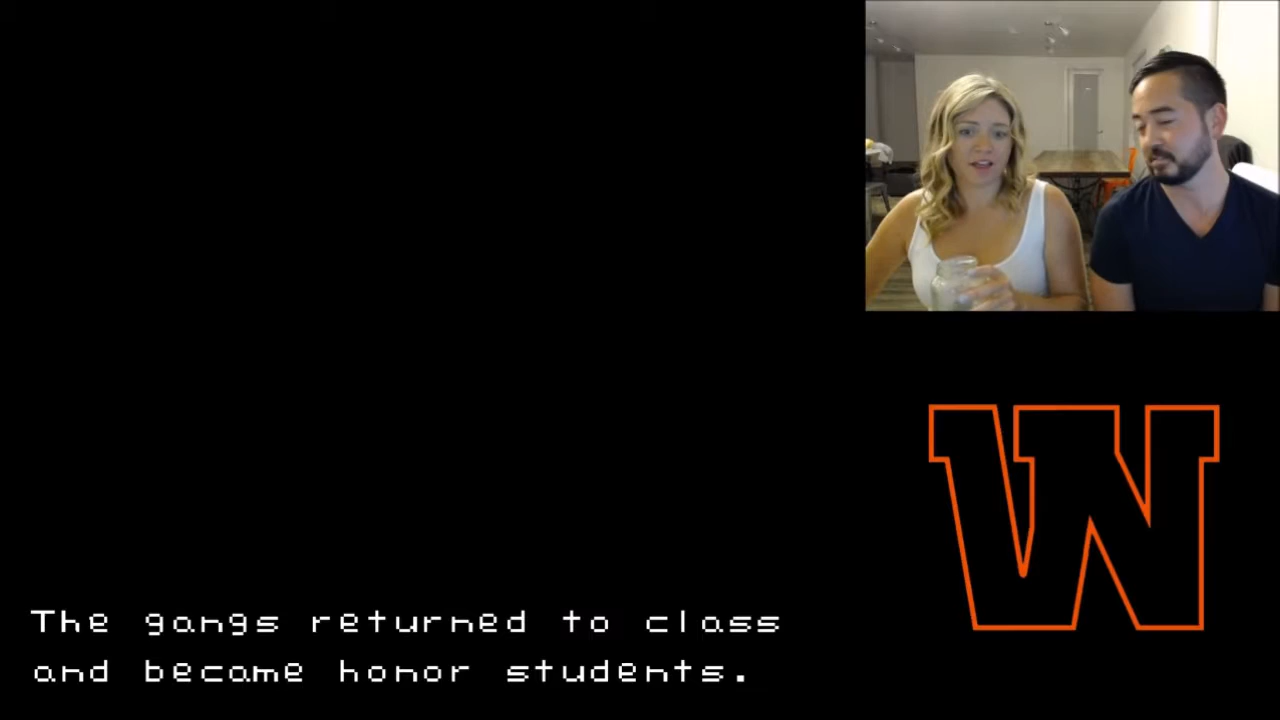 The gangs returned to class
and became honor students.